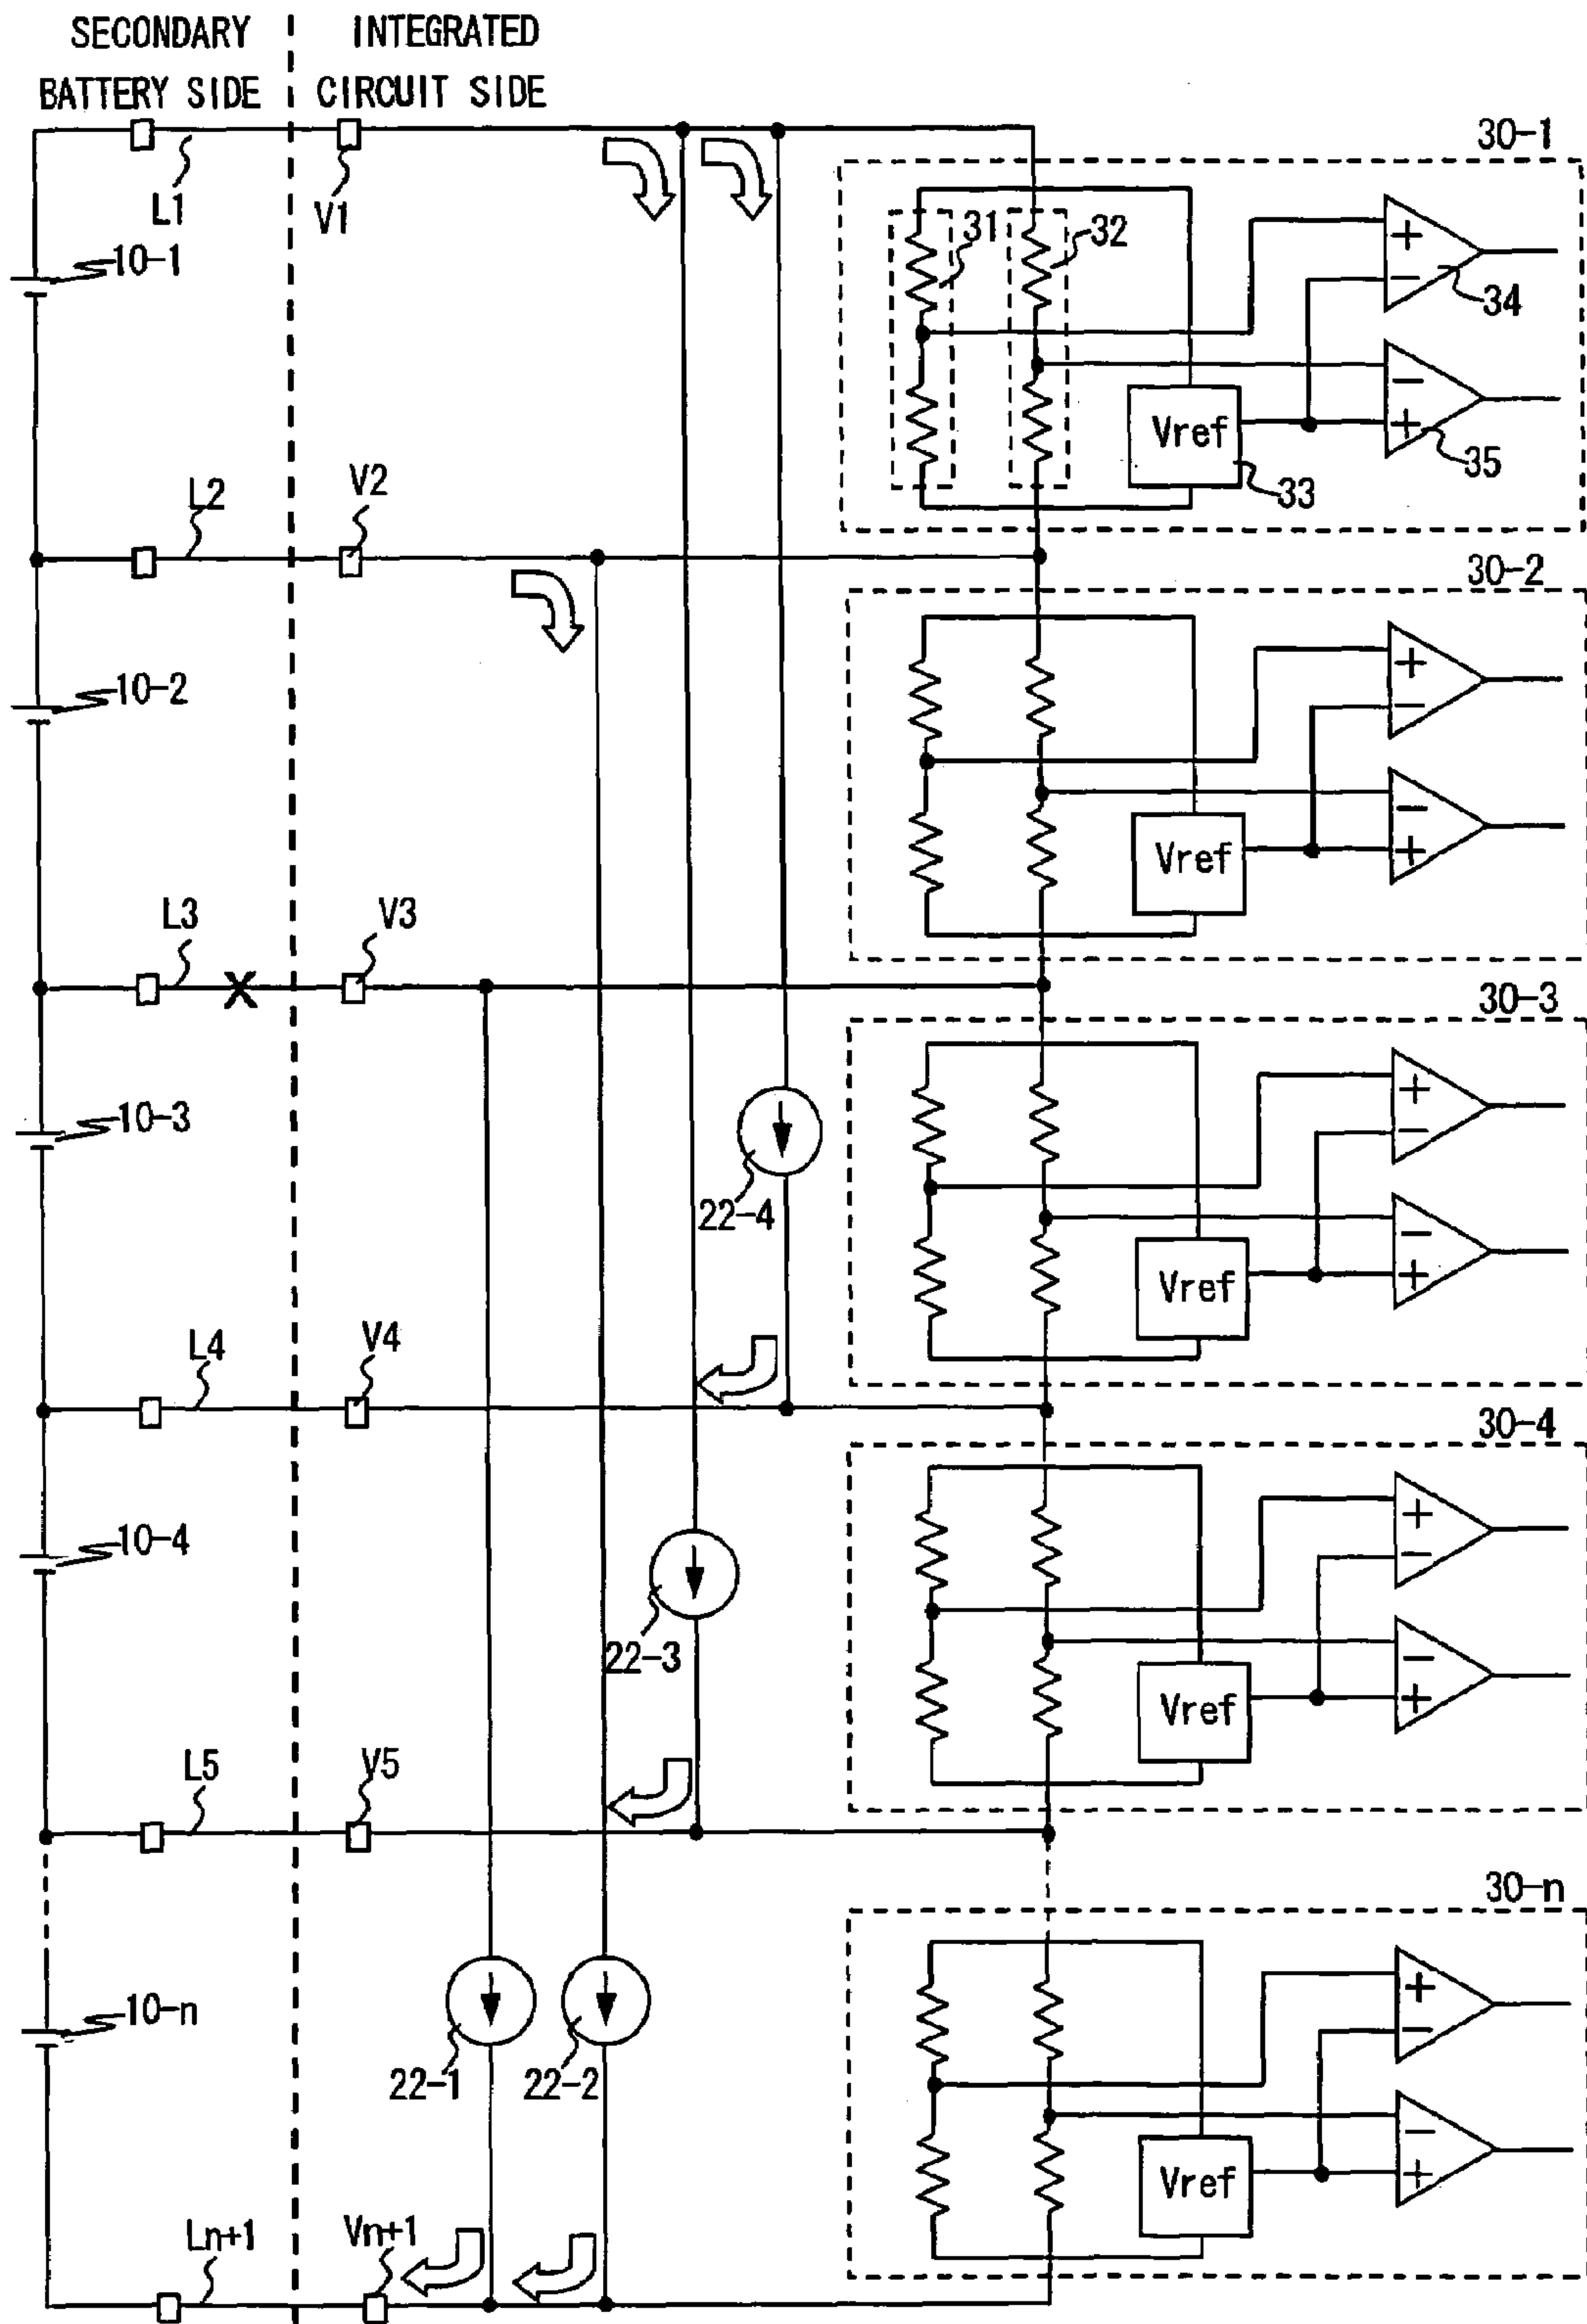 SECONDARY
BATTERY SIDE
INTEGRATED
CIRCUIT SIDE
L1
V1
10-1
30-1
31
32
+
−
34
−
+
35
Vref
33
L2
V2
30-2
10-2
+
−
−
+
Vref
L3
X
V3
30-3
10-3
22-4
+
−
−
+
Vref
L4
V4
30-4
10-4
22-3
+
−
−
+
Vref
L5
V5
30-n
10-n
22-1
22-2
+
−
−
+
Vref
Ln+1
Vn+1